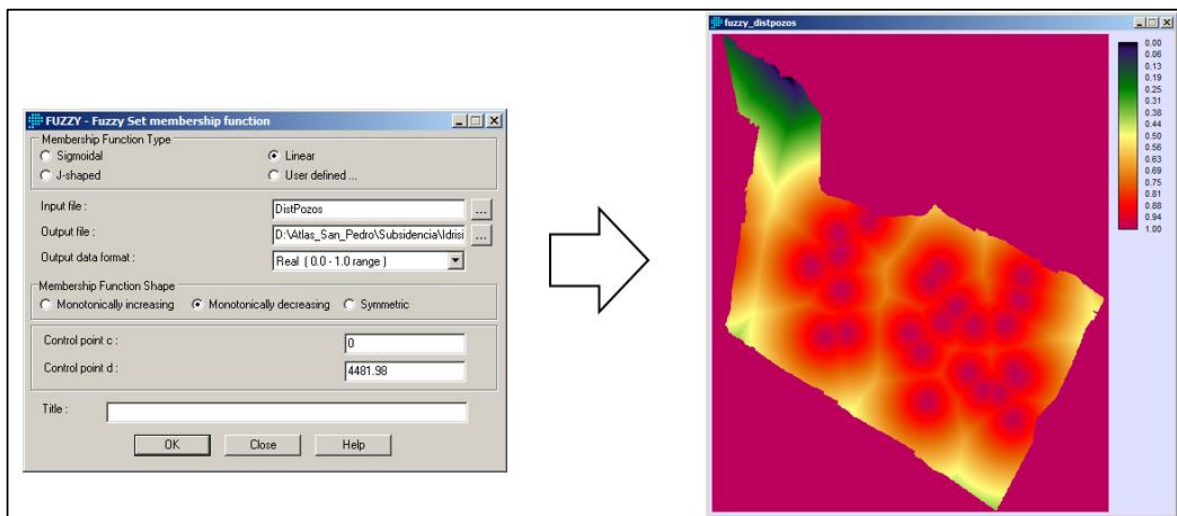 FUZZY - Fuzzy Set membership function
Membership Function Type
Sigmoidal
Linear
J-shaped
User defined ...
Input file :
DistPozos
...
Output file :
D:\Atlas_San_Pedro\Subsidencia\Idrisi
...
Output data format :
Real ( 0.0 - 1.0 range )
Membership Function Shape
Monotonically increasing
Monotonically decreasing
Symmetric
Control point c :
0
Control point d :
4481.98
Title :
OK
Close
Help
fuzzy_distpozos
0.00
0.06
0.13
0.19
0.25
0.31
0.38
0.44
0.50
0.56
0.63
0.69
0.75
0.81
0.88
0.94
1.00